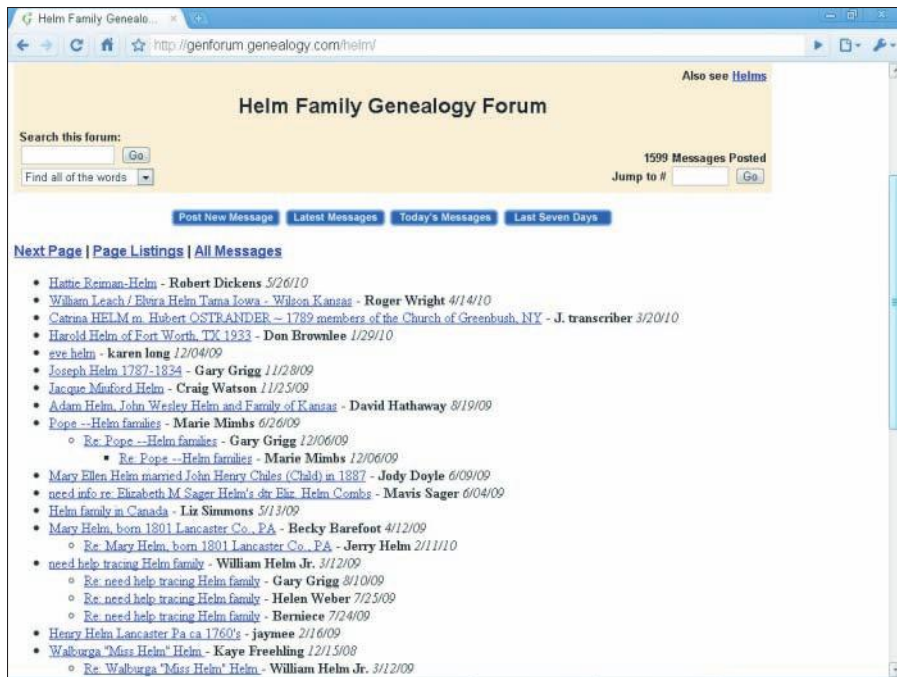 Helm Family Genealo...
http://genforum.genealogy.com/helm/
Also see Helms
Helm Family Genealogy Forum
Search this forum:
Go
1599 Messages Posted
Find all of the words
Jump to #
Go
Post New Message Latest Messages Today's Messages Last Seven Days
Next Page | Page Listings | All Messages
Hattie Reiman-Helm - Robert Dickens 5/26/10
William Leach / Elvira Helm Tama Iowa - Wilson Kansas - Roger Wright 4/14/10
Catrina HELM m. Hubert OSTRANDER ~ 1789 members of the Church of Greenbush, NY - J. transcriber 3/20/10
Harold Helm of Fort Worth, TX 1933 - Don Brownlee 1/29/10
eve helm - karen long 12/04/09
Joseph Helm 1787-1834 - Gary Grigg 11/28/09
Jacque Miuford Helm - Craig Watson 11/25/09
Adam Helm, John Wesley Helm and Family of Kansas - David Hathaway 8/19/09
Pope --Helm families - Marie Mimbs 6/26/09
Re: Pope --Helm families - Gary Grigg 12/06/09
Re: Pope --Helm families - Marie Mimbs 12/06/09
Mary Ellen Helm married John Henry Chiles (Child) in 1887 - Jody Doyle 6/09/09
need info re: Elizabeth M Sager Helm's dtr Eliz. Helm Combs - Mavis Sager 6/04/09
Helm family in Canada - Liz Simmons 5/13/09
Mary Helm, born 1801 Lancaster Co., PA - Becky Barefoot 4/12/09
Re: Mary Helm, born 1801 Lancaster Co., PA - Jerry Helm 2/11/10
need help tracing Helm family - William Helm Jr. 3/12/09
Re: need help tracing Helm family - Gary Grigg 8/10/09
Re: need help tracing Helm family - Helen Weber 7/25/09
Re: need help tracing Helm family - Berniece 7/24/09
Henry Helm Lancaster Pa ca 1760's - jaymee 2/16/09
Walburga "Miss Helm" Helm - Kaye Freehling 12/15/08
Re: Walburga "Miss Helm" Helm - William Helm Jr. 3/12/09